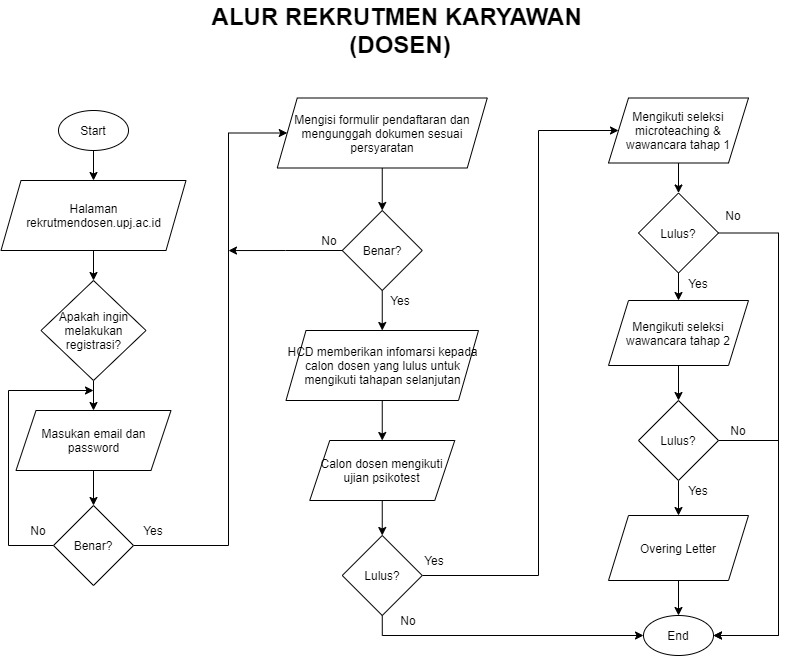 ALUR REKRUTMEN KARYAWAN
(DOSEN)
Start
Halaman
rekrutmendosen.upj.ac.id
Apakah ingin
melakukan
registrasi?
Masukan email dan
password
Benar?
No
Yes
Mengisi formulir pendaftaran dan
mengunggah dokumen sesuai
persyaratan
Benar?
No
Yes
HCD memberikan infomarsi kepada
calon dosen yang lulus untuk
mengikuti tahapan selanjutan
Calon dosen mengikuti
ujian psikotest
Lulus?
Yes
No
Mengikuti seleksi
microteaching &
wawancara tahap 1
Lulus?
No
Yes
Mengikuti seleksi
wawancara tahap 2
Lulus?
No
Yes
Overing Letter
End